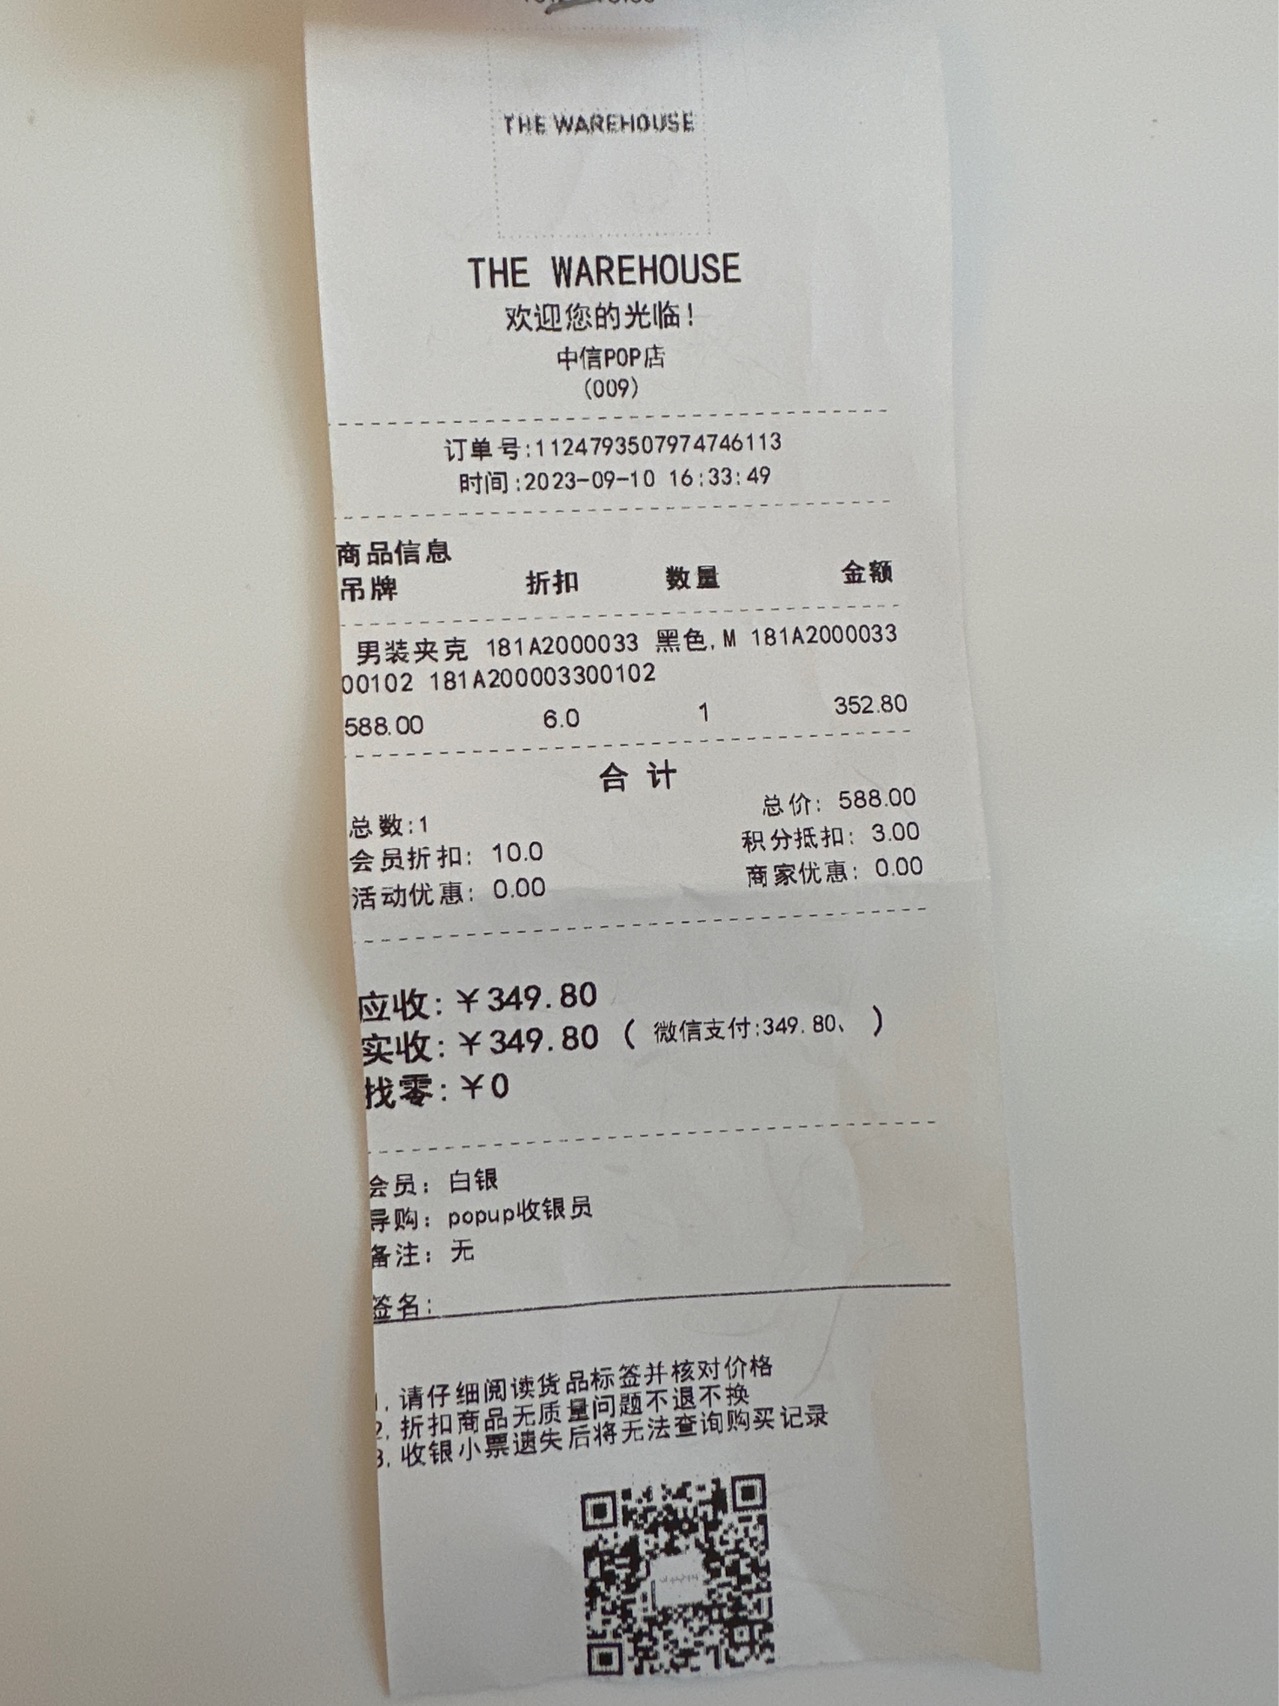 THE WAREHOUSE
THE WAREHOUSE
欢迎您的光临!
中信POP店
(009)
订单号:1124793507974746113
时间:2023-09-10 16:33:49
商品信息
吊牌 折扣 数量 金额
男装夹克 181A2000033 黑色,M 181A2000033
00102 181A200003300102
588.00 6.0 1 352.80
合 计
总数:1 总价: 588.00
会员折扣: 10.0 积分抵扣: 3.00
活动优惠: 0.00 商家优惠: 0.00
应收:￥349.80
实收:￥349.80 ( 微信支付:349.80、 )
找零:￥0
会员: 白银
导购: popup收银员
备注: 无
签名:
1. 请仔细阅读货品标签并核对价格
2. 折扣商品无质量问题不退不换
3. 收银小票遗失后将无法查询购买记录